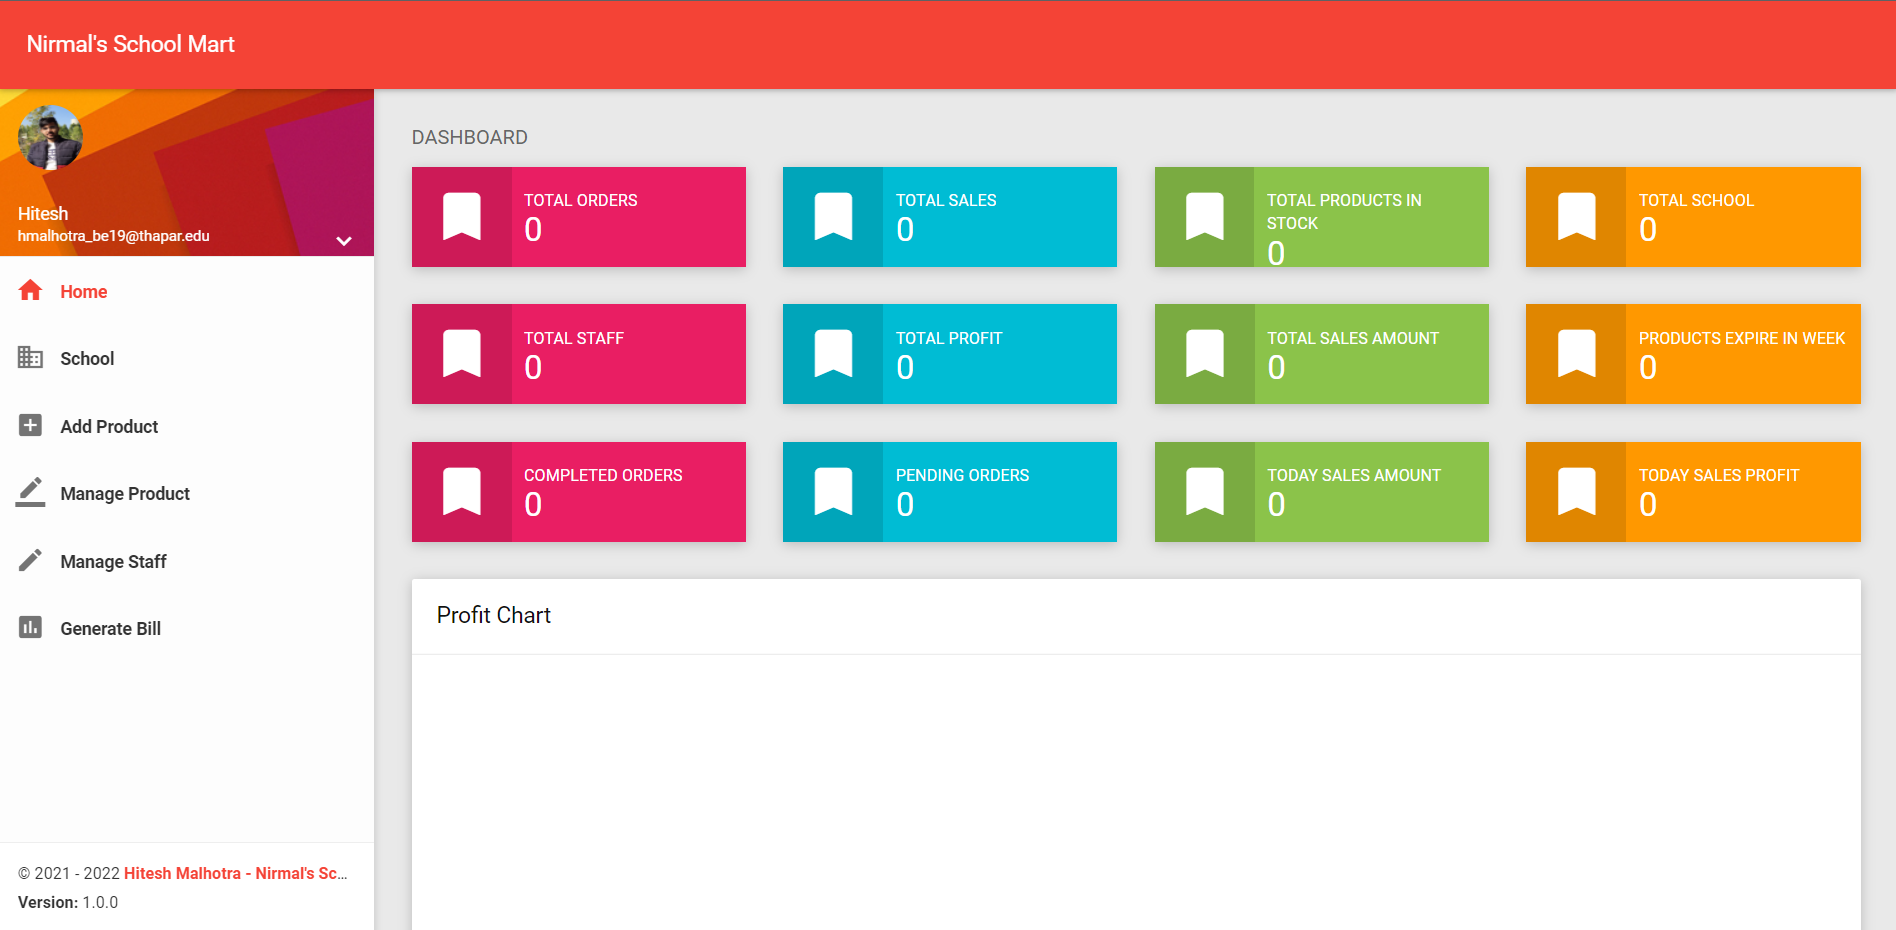 Nirmal's School Mart
Hitesh
hmalhotra_be19@thapar.edu
Home
School
Add Product
Manage Product
Manage Staff
Generate Bill
© 2021 - 2022 Hitesh Malhotra - Nirmal's Sc...
Version: 1.0.0
DASHBOARD
TOTAL ORDERS
0
TOTAL SALES
0
TOTAL PRODUCTS IN
STOCK
0
TOTAL SCHOOL
0
TOTAL STAFF
0
TOTAL PROFIT
0
TOTAL SALES AMOUNT
0
PRODUCTS EXPIRE IN WEEK
0
COMPLETED ORDERS
0
PENDING ORDERS
0
TODAY SALES AMOUNT
0
TODAY SALES PROFIT
0
Profit Chart